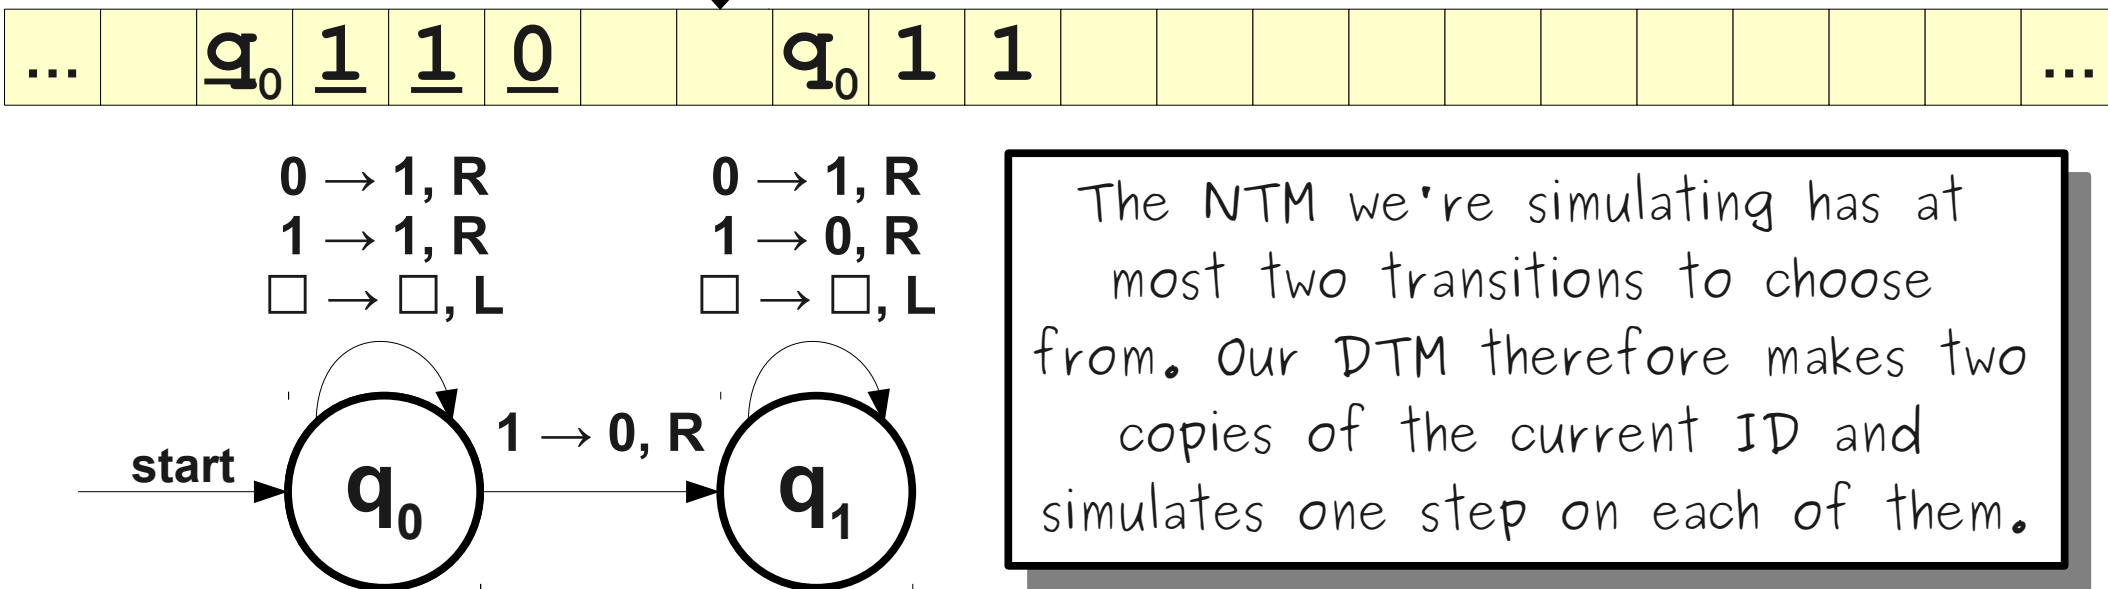 ... q0 1 1 0 q0 1 1 ...
0 → 1, R
1 → 1, R
□ → □, L
0 → 1, R
1 → 0, R
□ → □, L
start
q0
1 → 0, R
q1
The NTM we're simulating has at
most two transitions to choose
from. Our DTM therefore makes two
copies of the current ID and
simulates one step on each of them.